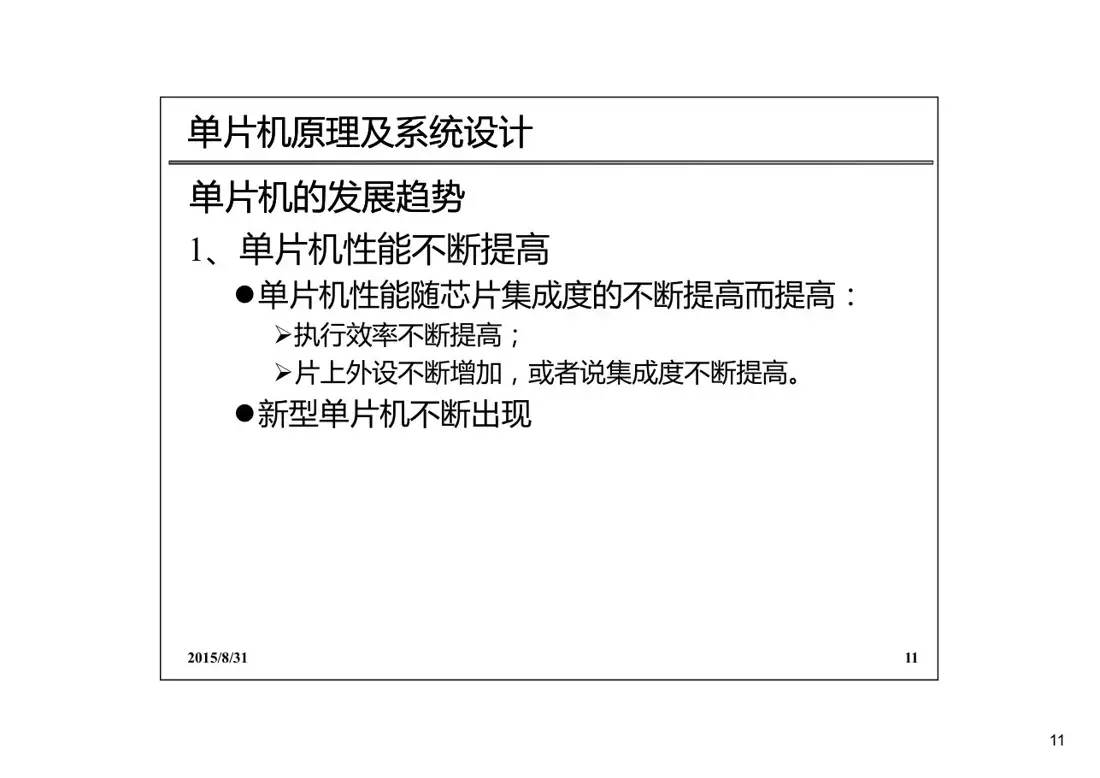 单片机原理及系统设计
单片机的发展趋势
1、单片机性能不断提高
●单片机性能随芯片集成度的不断提高而提高：
➢执行效率不断提高；
➢片上外设不断增加，或者说集成度不断提高。
●新型单片机不断出现
2015/8/31
11
11